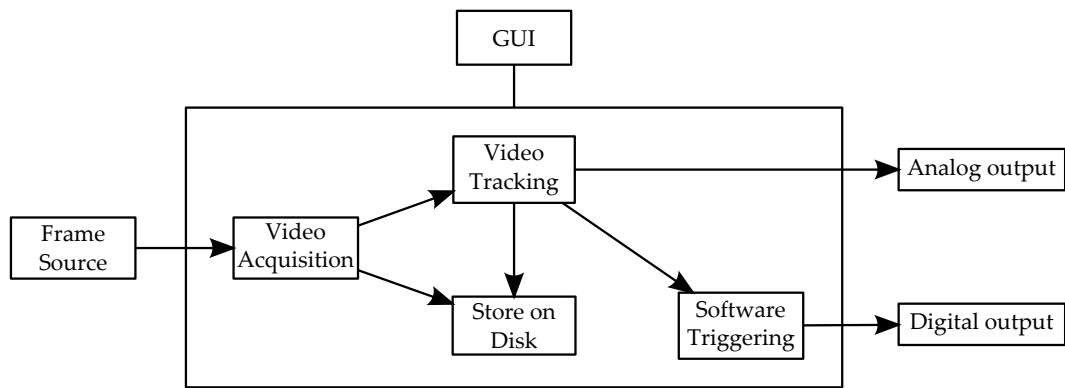 GUI
Video
Tracking
Analog output
Frame
Source
Video
Acquisition
Store on
Disk
Software
Triggering
Digital output